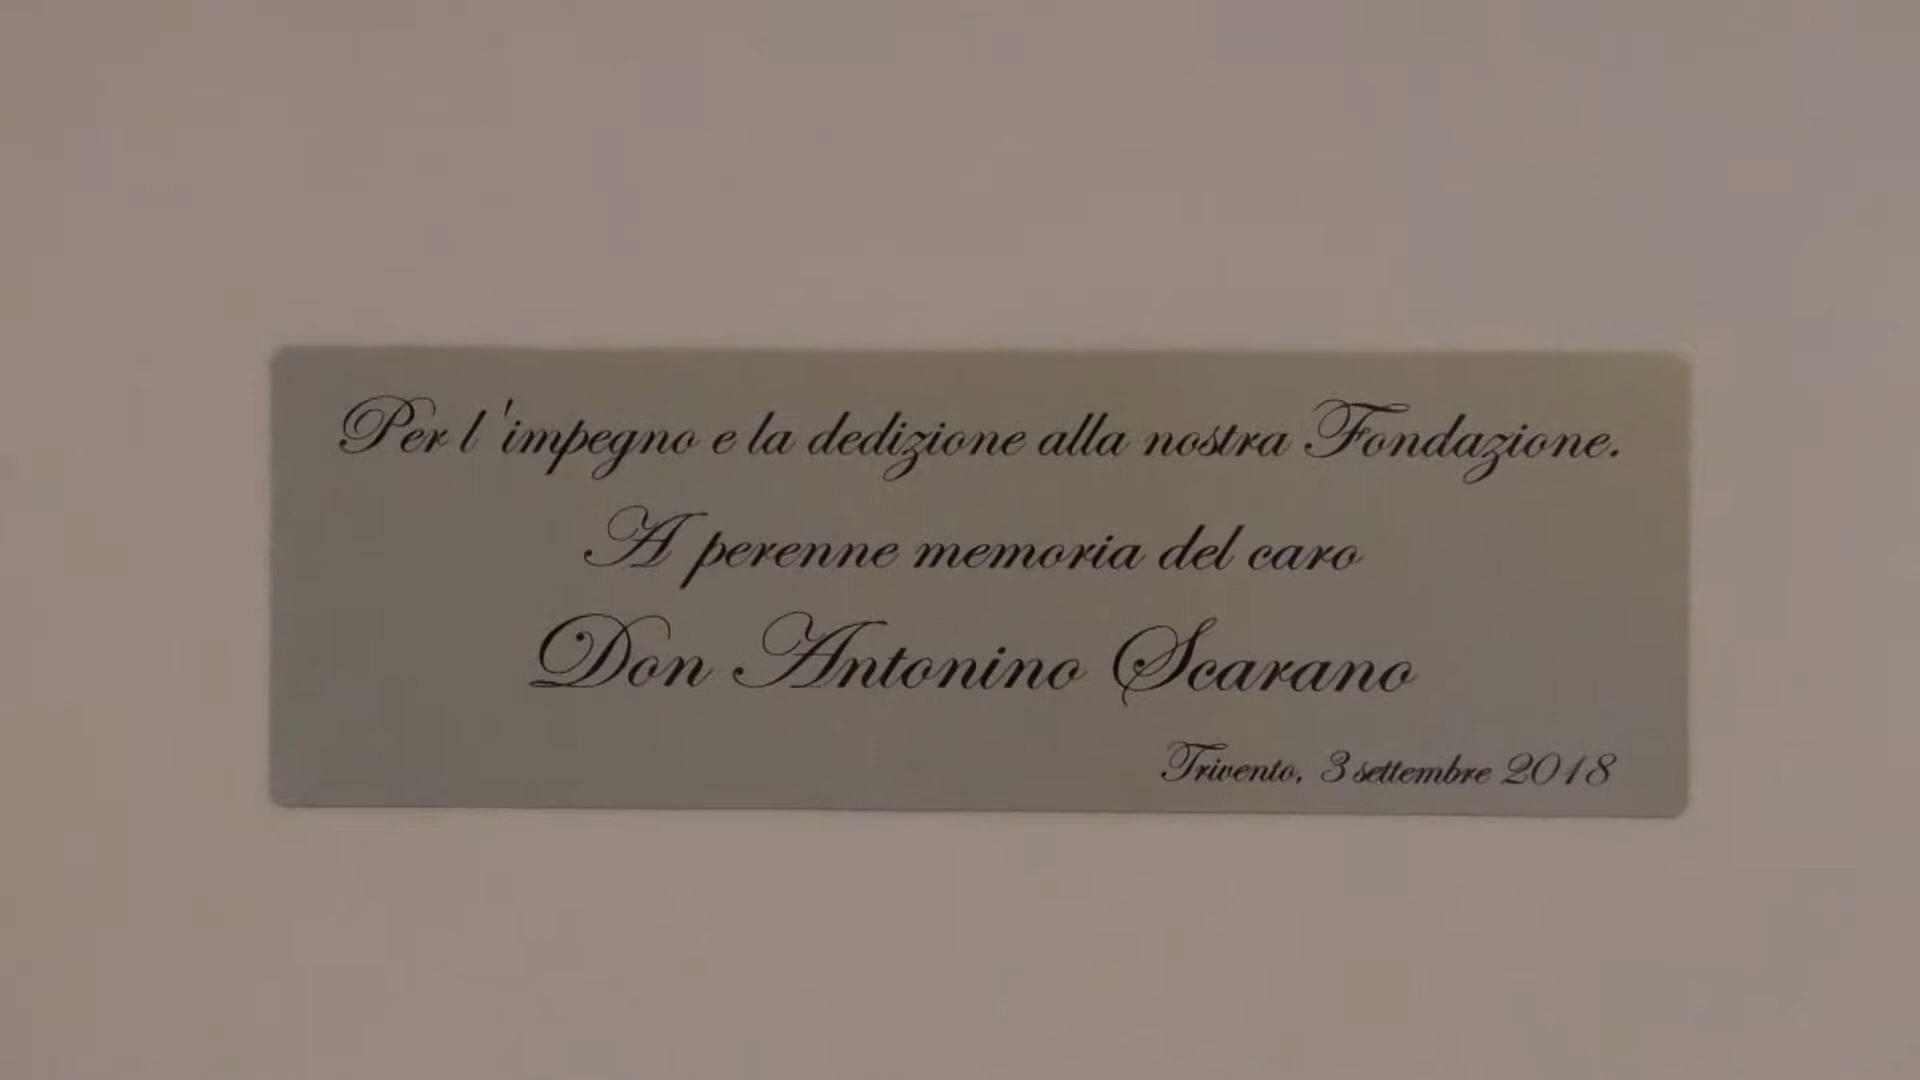 Per l'impegno e la dedizione alla nostra Fondazione.
A perenne memoria del caro
Don Antonino Scarano
Trivento, 3 settembre 2018